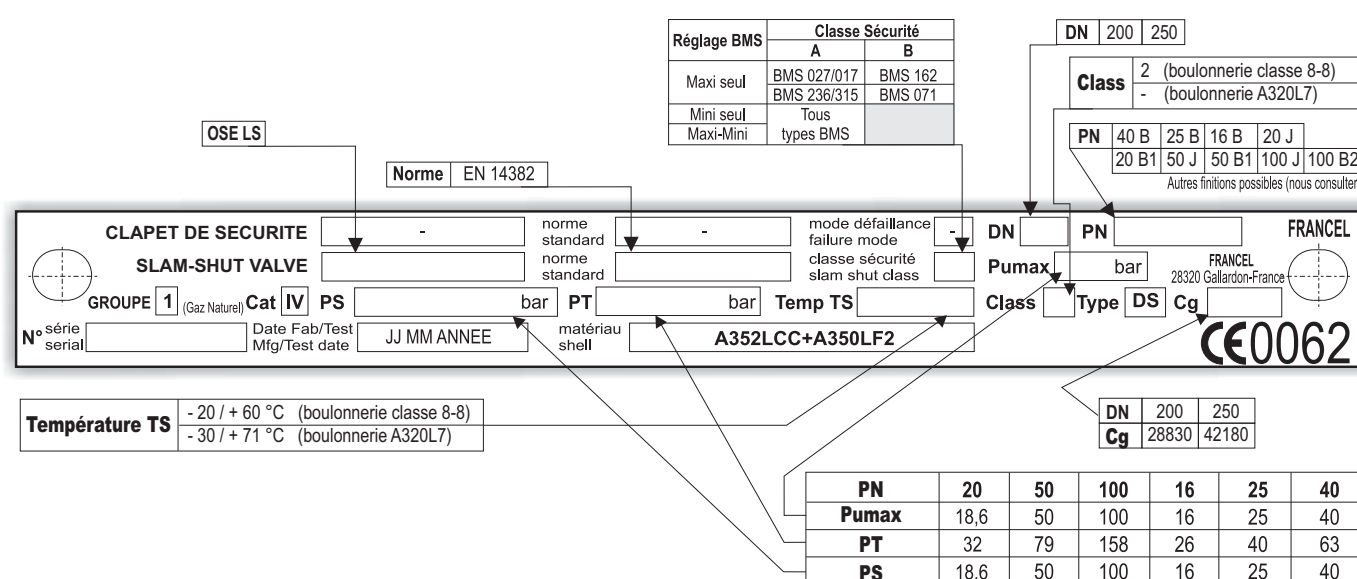 Réglage BMS | Classe Sécurité
A | B
Maxi seul | BMS 027/017 | BMS 162
BMS 236/315 | BMS 071
Mini seul | Tous types BMS
Maxi-Mini
DN 200 250
Class 2 (boulonnerie classe 8-8)
- (boulonnerie A320L7)
OSE LS
Norme EN 14382
PN 40 B 25 B 16 B 20 J
20 B1 50 J 50 B1 100 J 100 B2
Autres finitions possibles (nous consulter
CLAPET DE SECURITE - norme standard - mode défaillance failure mode - DN PN FRANCEL
SLAM-SHUT VALVE norme standard classe sécurité slam shut class Pumax bar FRANCEL
28320 Gallardon-France
GROUPE 1 (Gaz Naturel) Cat IV PS bar PT bar Temp TS Class Type DS Cg
N° série serial Date Fab/Test Mfg/Test date JJ MM ANNEE matériau shell A352LCC+A350LF2 CE0062
Température TS - 20 / + 60 °C (boulonnerie classe 8-8)
- 30 / + 71 °C (boulonnerie A320L7)
DN 200 250
Cg 28830 42180
PN 20 50 100 16 25 40
Pumax 18,6 50 100 16 25 40
PT 32 79 158 26 40 63
PS 18,6 50 100 16 25 40